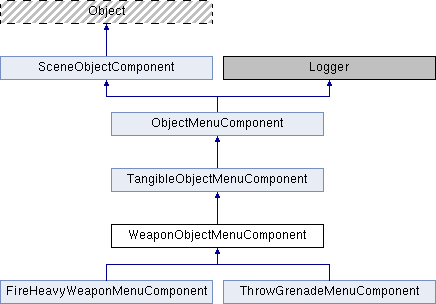 Object
SceneObjectComponent
Logger
ObjectMenuComponent
TangibleObjectMenuComponent
WeaponObjectMenuComponent
FireHeavyWeaponMenuComponent
ThrowGrenadeMenuComponent